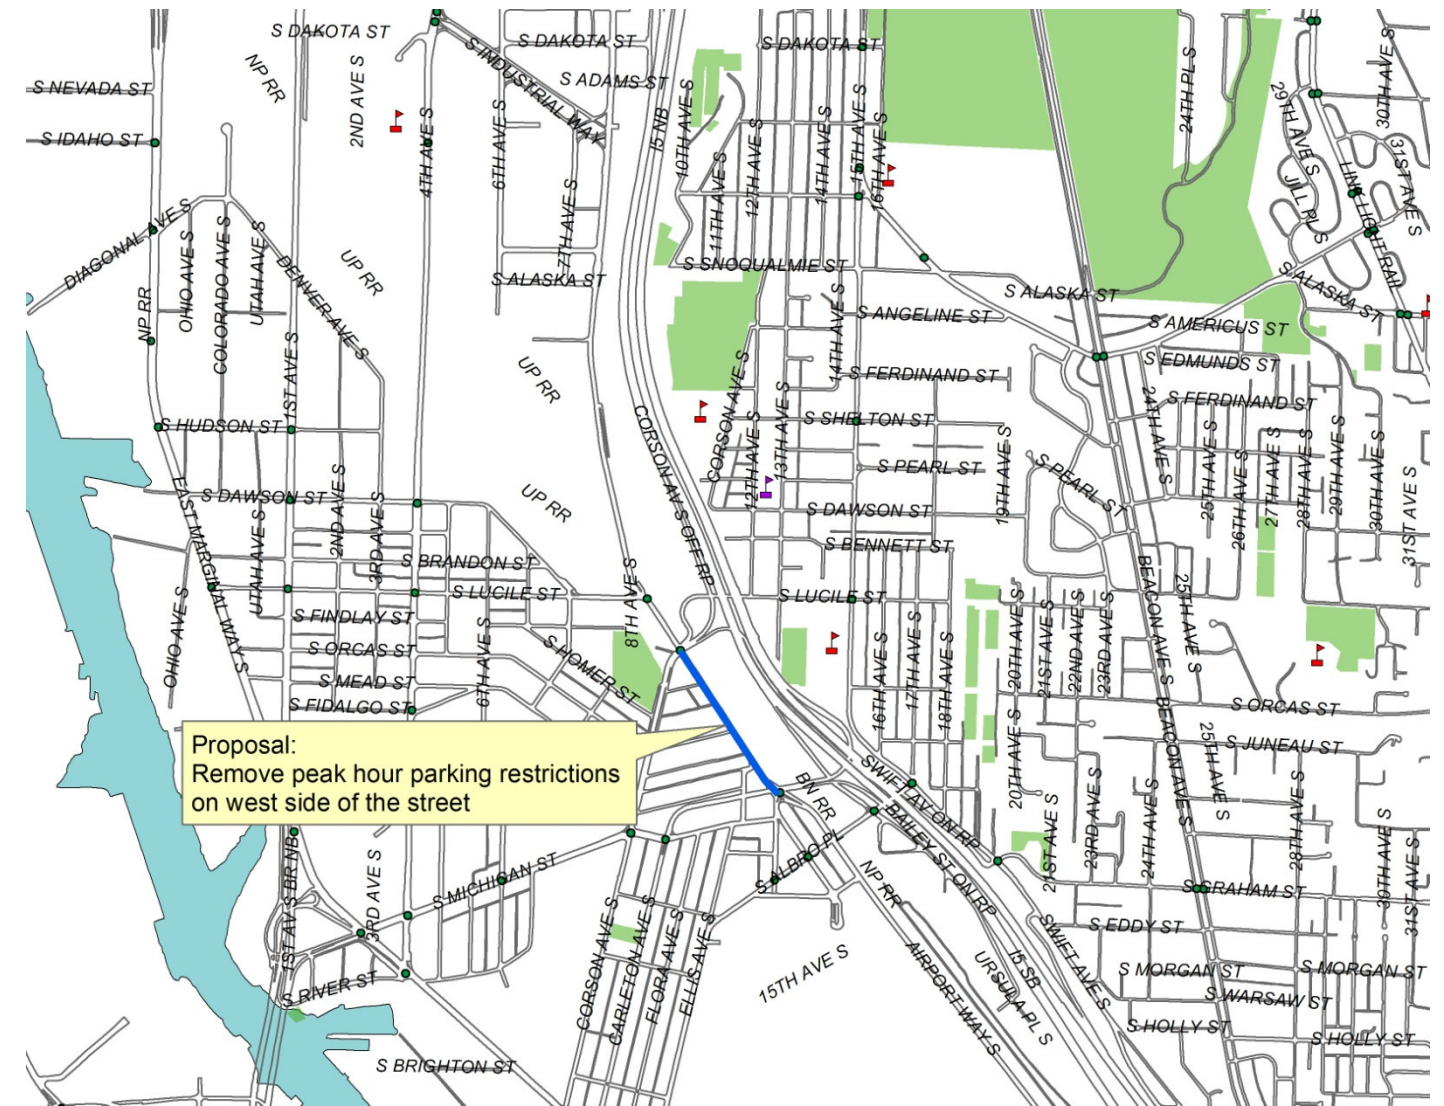 S DAKOTA ST
S DAKOTA ST
S DAKOTA ST
S INDUSTRIAL WAY
S ADAMS ST
NP RR
2ND AVE S
S NEVADA ST
S IDAHO ST
4TH AVE S
6TH AVE S
7TH AVE S
I5 NB
10TH AVE S
11TH AVE S
12TH AVE S
14TH AVE S
15TH AVE S
16TH AVE S
24TH PL S
29TH AVE S
30TH AVE S
31ST AVE S
JILL PL S
LINK LIGHT RAIL
DIAGONAL AVE S
OHIO AVE S
COLORADO AVE S
UTAH AVE S
DENVER AVE S
UP RR
NP RR
1ST AVE S
S ALASKA ST
S SNOQUALMIE ST
S ALASKA ST
S ALASKA ST
S ANGELINE ST
S AMERICUS ST
S EDMUNDS ST
14TH AVE S
S FERDINAND ST
S FERDINAND ST
UP RR
CORSON AVE S
12TH AVE S
13TH AVE S
S HUDSON ST
S SHELTON ST
S PEARL ST
S PEARL ST
19TH AVE S
24TH AVE S
25TH AVE S
26TH AVE S
27TH AVE S
28TH AVE S
29TH AVE S
30TH AVE S
31ST AVE S
CORSON AV S OFF RP
UP RR
S DAWSON ST
S DAWSON ST
EAST MARGINAL WAY S
UTAH AVE S
2ND AVE S
3RD AVE S
S BRANDON ST
S BENNETT ST
S LUCILE ST
S LUCILE ST
8TH AVE S
S FINDLAY ST
S ORCAS ST
S MEAD ST
S FIDALGO ST
OHIO AVE S
6TH AVE S
S HOMER ST
16TH AVE S
17TH AVE S
18TH AVE S
20TH AVE S
21ST AVE S
22ND AVE S
23RD AVE S
BEACON AVE S
BEACON AVE S
25TH AVE S
25TH AVE S
S ORCAS ST
S JUNEAU ST
20TH AVE S
Proposal:
Remove peak hour parking restrictions
on west side of the street
BN RR
SWIFT AV ON RP
BAILEY ST ON RP
S ALBRO PL
NP RR
21ST AVE S
23RD AVE S
24TH AVE S
28TH AVE S
30TH AVE S
31ST AVE S
S GRAHAM ST
1ST AV S BR NB
3RD AVE S
S MICHIGAN ST
CORSON AVE S
CARLETON AVE S
FLORA AVE S
ELLIS AVE S
15TH AVE S
AIRPORT WAY S
URSULA PL S
I5 SB
SWIFT AVE S
S EDDY ST
S MORGAN ST
S MORGAN ST
S WARSAW ST
S HOLLY ST
S HOLLY ST
S RIVER ST
S BRIGHTON ST